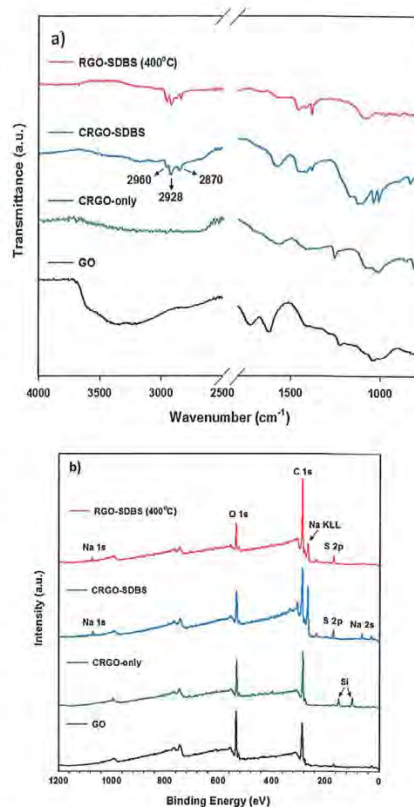 a)
RGO-SDBS (400°C)
CRGO-SDBS
2960
2870
2928
CRGO-only
GO
Transmittance (a.u.)
4000 3500 3000 2500 1500 1000
Wavenumber (cm⁻¹)
b)
C 1s
O 1s
RGO-SDBS (400°C)
Na KLL
Na 1s
S 2p
CRGO-SDBS
Na 1s
S 2p
Na 2s
CRGO-only
Si
GO
Intensity (a.u.)
1200 1000 800 600 400 200 0
Binding Energy (eV)